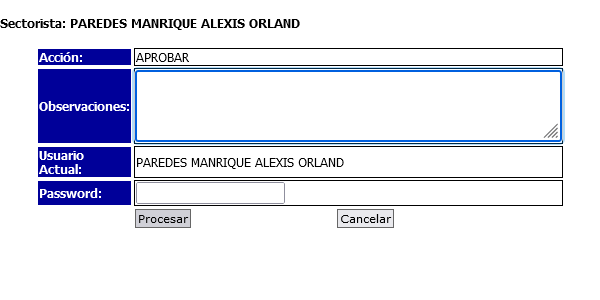 Sectorista: PAREDES MANRIQUE ALEXIS ORLAND
Acción: APROBAR
Observaciones:
Usuario
Actual: PAREDES MANRIQUE ALEXIS ORLAND
Password:
Procesar Cancelar